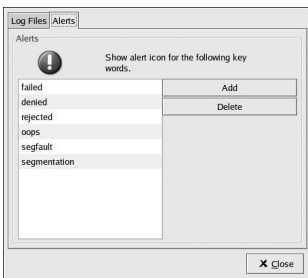 Log Files Alerts
Alerts
Show alert icon for the following key
words.
failed
denied
rejected
oops
segfault
segmentation
Add
Delete
Close